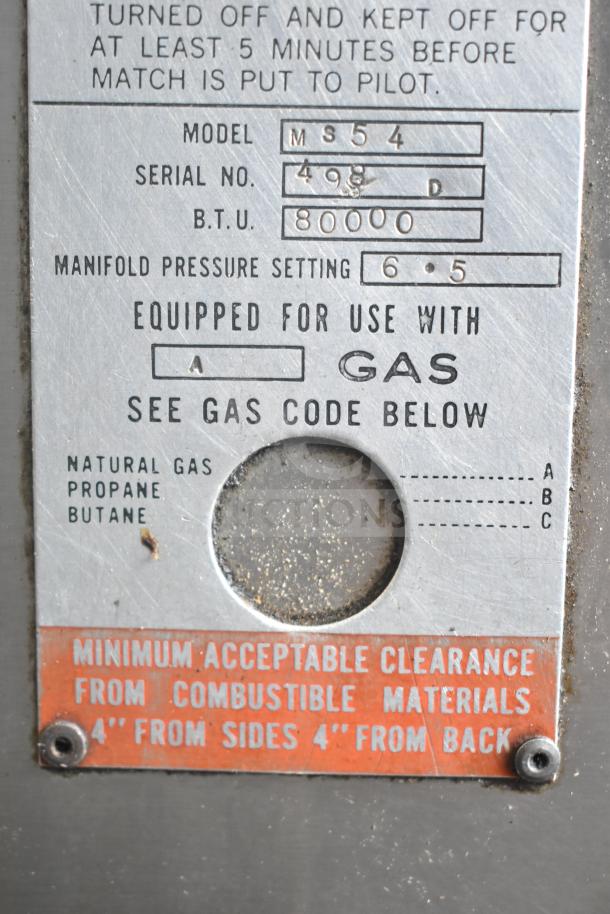 TURNED OFF AND KEPT OFF FOR
AT LEAST 5 MINUTES BEFORE
MATCH IS PUT TO PILOT.
MODEL MS54
SERIAL NO. 498 D
B.T.U. 80000
MANIFOLD PRESSURE SETTING 6•5
EQUIPPED FOR USE WITH
A GAS
SEE GAS CODE BELOW
NATURAL GAS .............. A
PROPANE .............. B
BUTANE .............. C
AUCTIONS
MINIMUM ACCEPTABLE CLEARANCE
FROM COMBUSTIBLE MATERIALS
4" FROM SIDES 4" FROM BACK